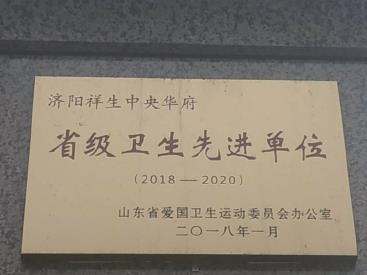 济阳祥生中央华府
省级卫生先进单位
(2018—2020)
山东省爱国卫生运动委员会办公室
二〇一八年一月